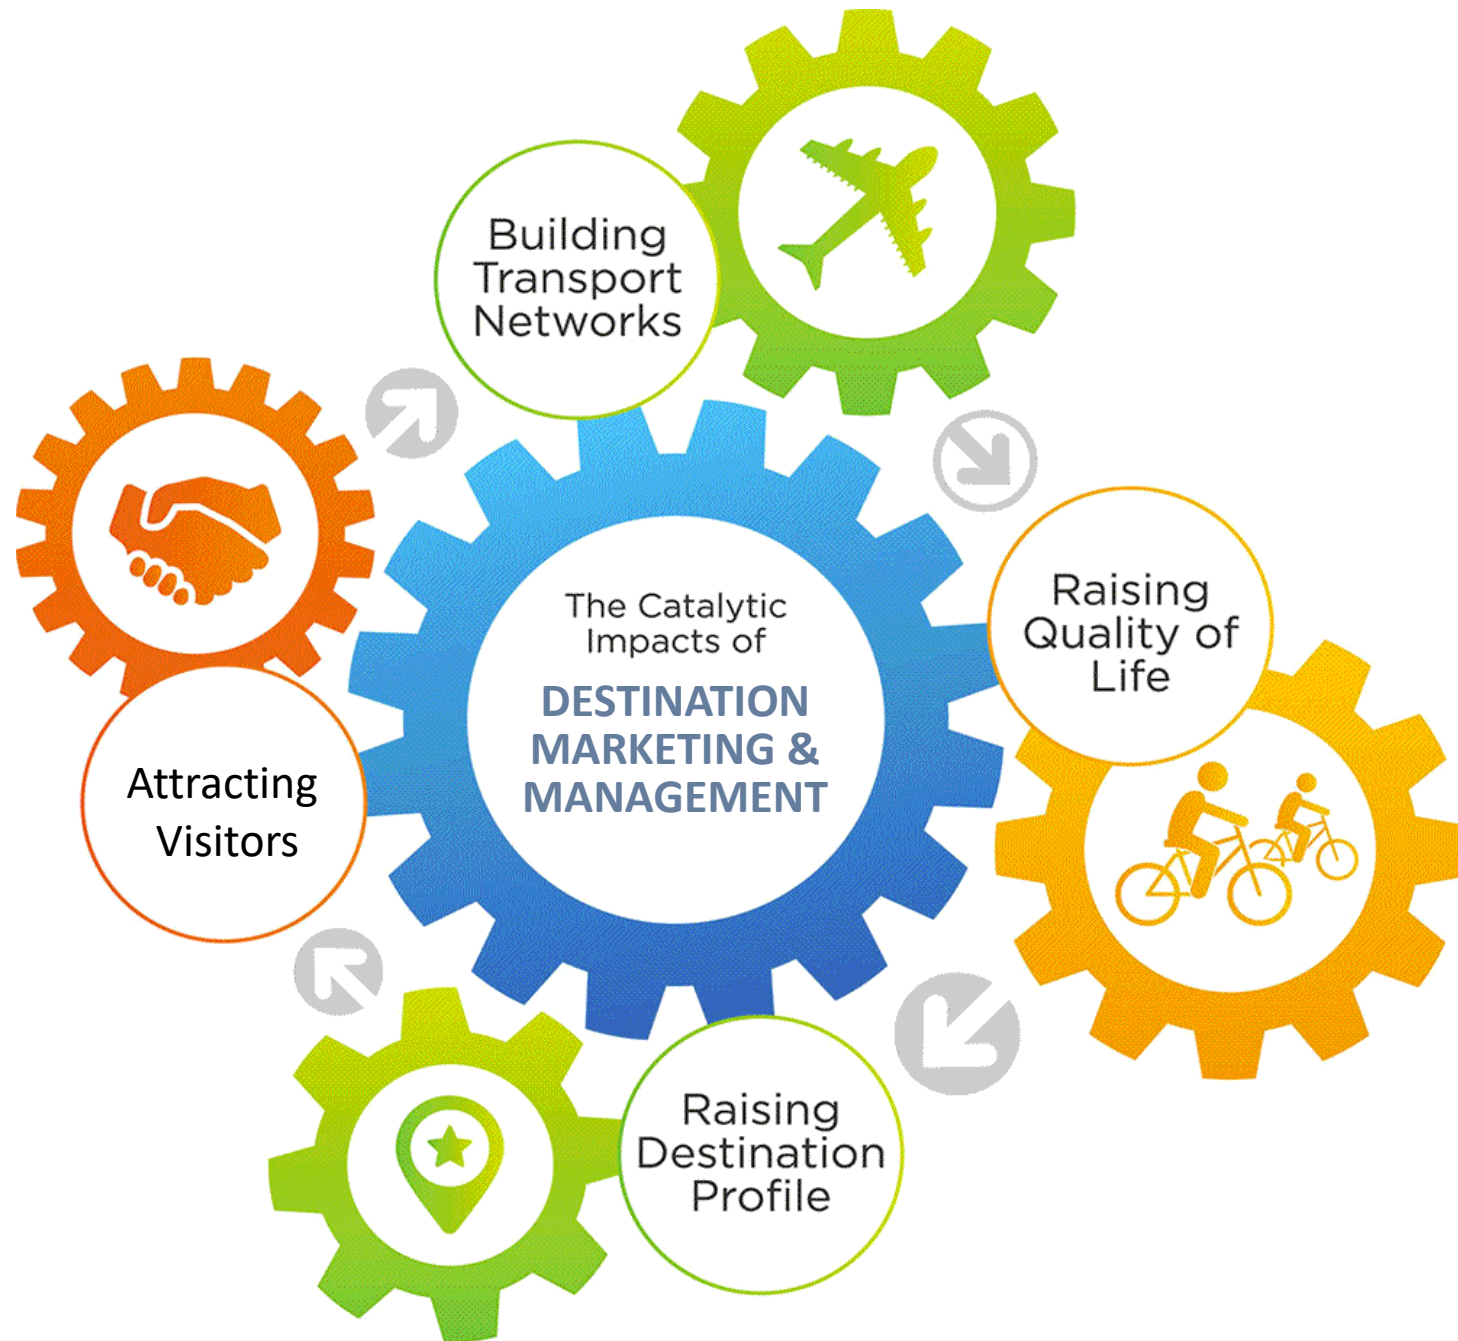 Building
Transport
Networks
The Catalytic
Impacts of
DESTINATION
MARKETING &
MANAGEMENT
Raising
Quality of
Life
Attracting
Visitors
Raising
Destination
Profile